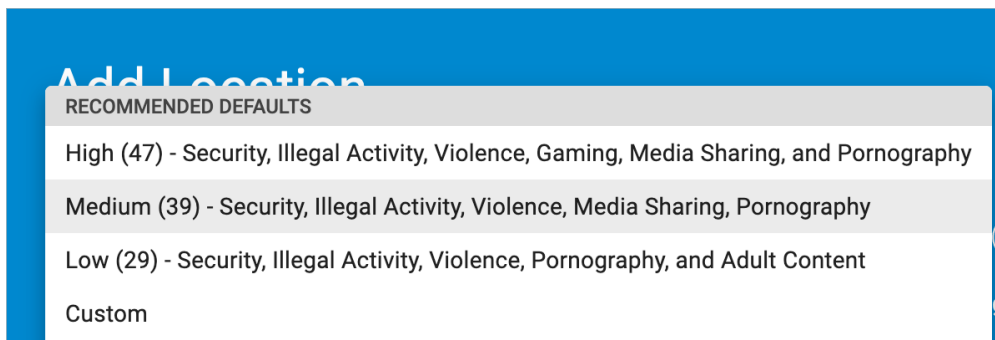 Add Location
RECOMMENDED DEFAULTS
High (47) - Security, Illegal Activity, Violence, Gaming, Media Sharing, and Pornography
Medium (39) - Security, Illegal Activity, Violence, Media Sharing, Pornography
Low (29) - Security, Illegal Activity, Violence, Pornography, and Adult Content
Custom